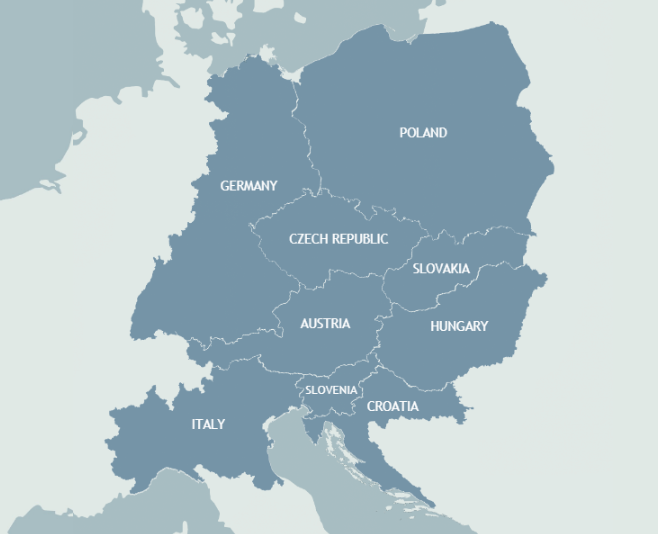 POLAND
GERMANY
CZECH REPUBLIC
SLOVAKIA
AUSTRIA
HUNGARY
SLOVENIA
CROATIA
ITALY